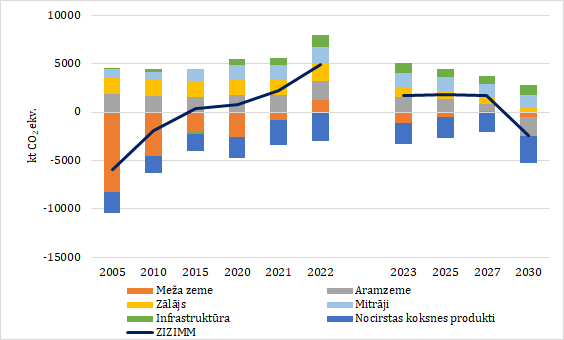 10000
5000
0
-5000
-10000
-15000
kt CO₂ ekv.
2005 2010 2015 2020 2021 2022 2023 2025 2027 2030
Meža zeme Aramzeme
Zālājs Mitrāji
Infrastruktūra Nocirstas koksnes produkti
ZIZIMM